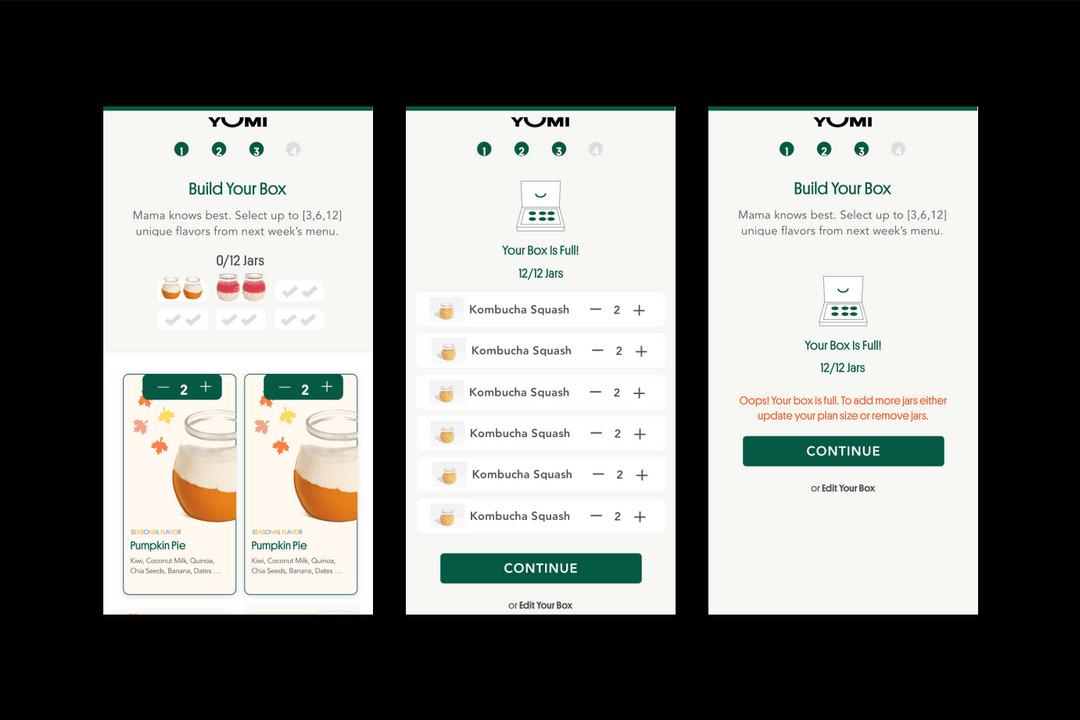 YUMI
1 2 3 4
Build Your Box
Mama knows best. Select up to [3,6,12]
unique flavors from next week's menu.
0/12 Jars
2
2
SEASONAL FLAVOR
Pumpkin Pie
Kiwi, Coconut Milk, Quinoa,
Chia Seeds, Banana, Dates ...
SEASONAL FLAVOR
Pumpkin Pie
Kiwi, Coconut Milk, Quinoa,
Chia Seeds, Banana, Dates ...
YUMI
1 2 3 4
Your Box Is Full!
12/12 Jars
Kombucha Squash — 2 +
Kombucha Squash — 2 +
Kombucha Squash — 2 +
Kombucha Squash — 2 +
Kombucha Squash — 2 +
Kombucha Squash — 2 +
CONTINUE
or Edit Your Box
YUMI
1 2 3 4
Build Your Box
Mama knows best. Select up to [3,6,12]
unique flavors from next week's menu.
Your Box Is Full!
12/12 Jars
Oops! Your box is full. To add more jars either
update your plan size or remove jars.
CONTINUE
or Edit Your Box